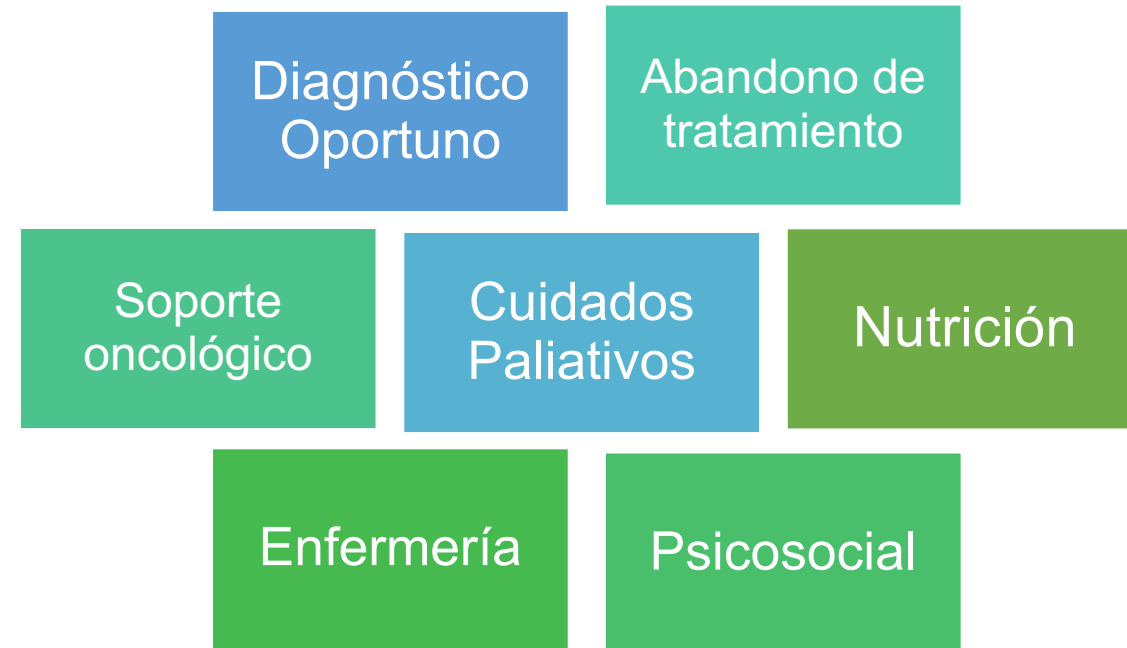 Diagnóstico
Oportuno
Abandono de
tratamiento
Soporte
oncológico
Cuidados
Paliativos
Nutrición
Enfermería
Psicosocial